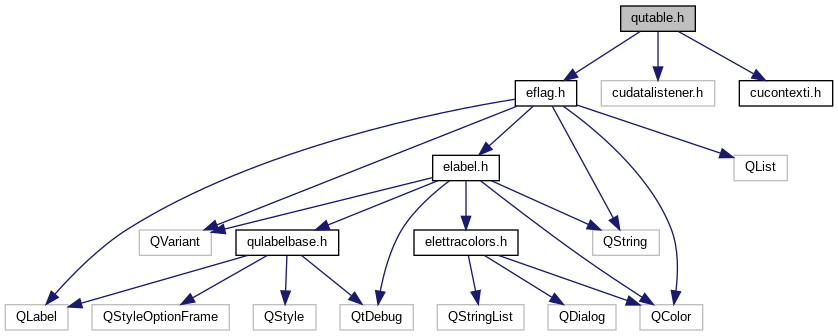 qutable.h
eflag.h
cudatalistener.h
cucontexti.h
elabel.h
QList
QVariant
qulabelbase.h
elettracolors.h
QString
QLabel
QStyleOptionFrame
QStyle
QtDebug
QStringList
QDialog
QColor